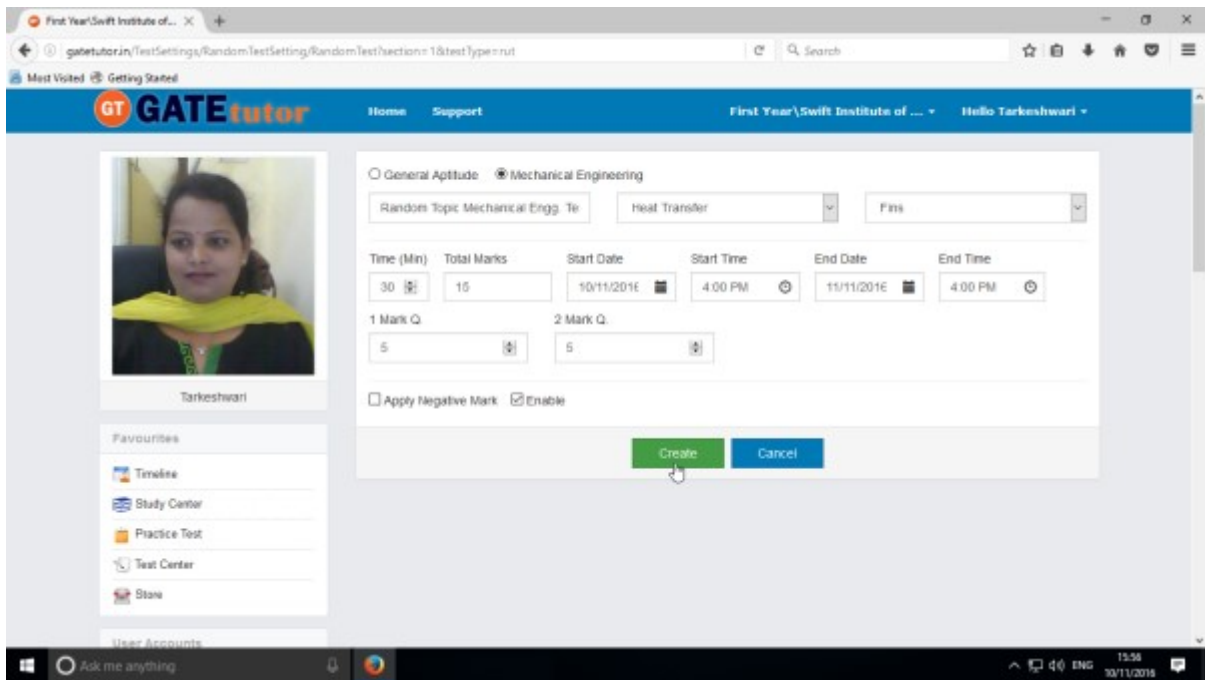 First Year\Swift Institute of...
gatetutor.in/TestSettings/RandomTestSetting/RandomTest?section=1&testType=rut
Search
Most Visited Getting Started
GT GATEtutor Home Support First Year\Swift Institute of .... Hello Tarkeshwari
General Aptitude Mechanical Engineering
Random Topic Mechanical Engg. Te Heat Transfer Fins
Time (Min) Total Marks Start Date Start Time End Date End Time
30 15 10/11/2016 4:00 PM 11/11/2016 4:00 PM
1 Mark Q. 2 Mark Q.
5 5
Apply Negative Mark Enable
Create Cancel
Tarkeshwari
Favourites
Timeline
Study Center
Practice Test
Test Center
Store
User Accounts
Ask me anything ENG 15:56
10/11/2016